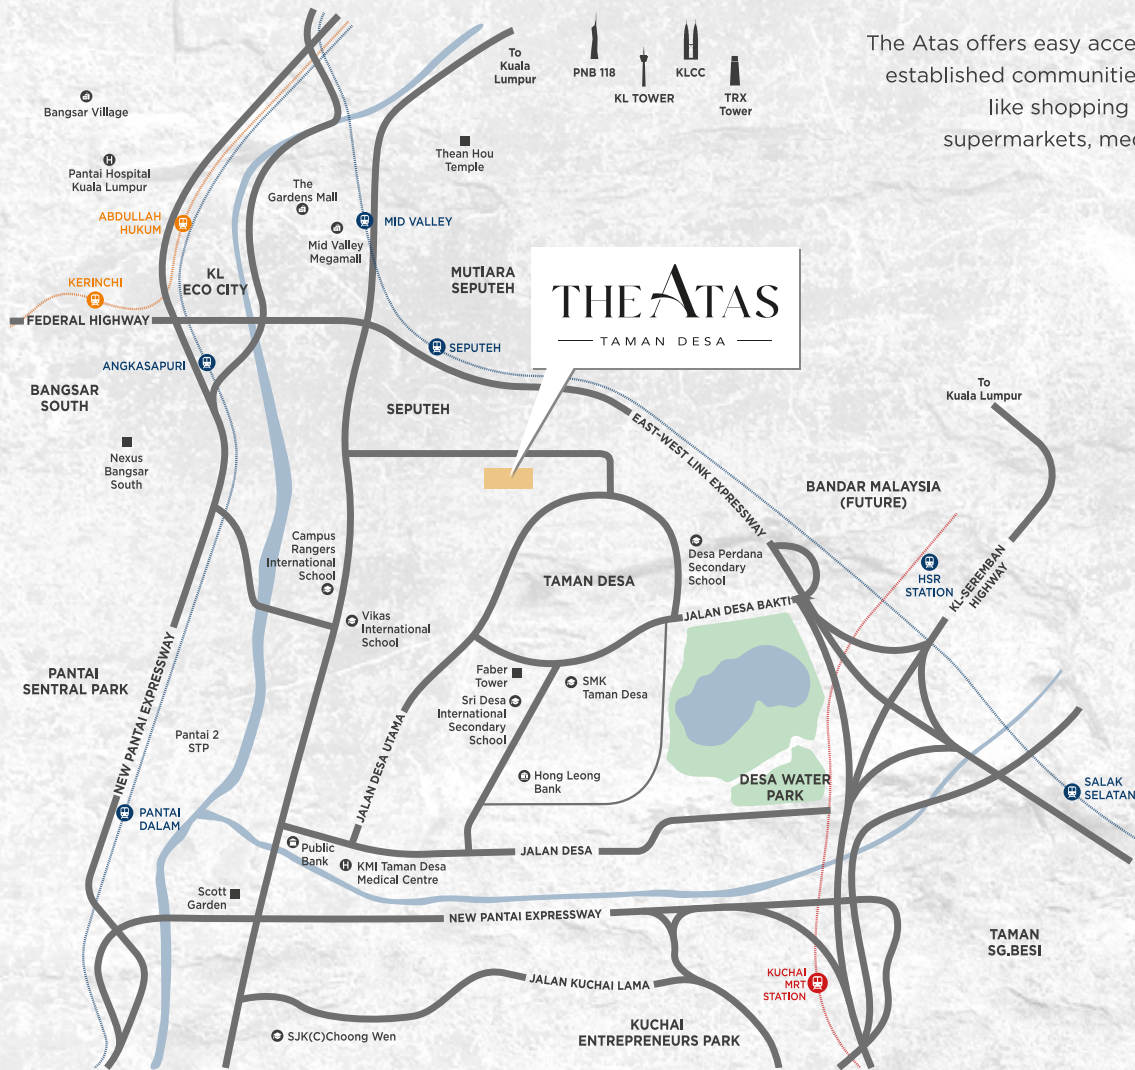 The Atas offers easy acce
established communitie
like shopping
supermarkets, med
To
Kuala
Lumpur
PNB 118
KL TOWER
KLCC
TRX
Tower
Bangsar Village
Pantai Hospital
Kuala Lumpur
Thean Hou
Temple
The
Gardens Mall
ABDULLAH
HUKUM
MID VALLEY
Mid Valley
Megamall
KL
ECO CITY
MUTIARA
SEPUTEH
KERINCHI
THE ATAS
TAMAN DESA
FEDERAL HIGHWAY
SEPUTEH
ANGKASAPURI
BANGSAR
SOUTH
SEPUTEH
To
Kuala Lumpur
EAST-WEST LINK EXPRESSWAY
Nexus
Bangsar
South
BANDAR MALAYSIA
(FUTURE)
Campus
Rangers
International
School
Desa Perdana
Secondary
School
TAMAN DESA
HSR
STATION
KL-SEREMBAN
HIGHWAY
JALAN DESA BAKTI
Vikas
International
School
NEW PANTAI EXPRESSWAY
PANTAI
SENTRAL PARK
Faber
Tower
SMK
Taman Desa
Sri Desa
International
Secondary
School
Pantai 2
STP
JALAN DESA UTAMA
Hong Leong
Bank
DESA WATER
PARK
SALAK
SELATAN
PANTAI
DALAM
Public
Bank
JALAN DESA
KMI Taman Desa
Medical Centre
Scott
Garden
NEW PANTAI EXPRESSWAY
TAMAN
SG.BESI
KUCHAI
MRT
STATION
JALAN KUCHAI LAMA
KUCHAI
ENTREPRENEURS PARK
SJK(C)Choong Wen